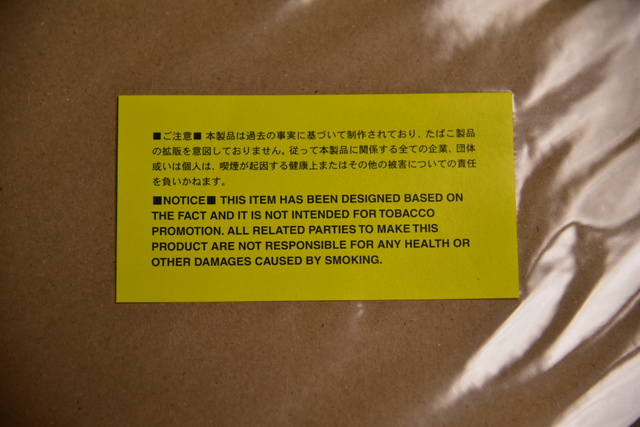 ■ご注意■ 本製品は過去の事実に基づいて制作されており、たばこ製品
の拡販を意図しておりません。従って本製品に関係する全ての企業、団体
或いは個人は、喫煙が起因する健康上またはその他の被害についての責任
を負いかねます。
■NOTICE■ THIS ITEM HAS BEEN DESIGNED BASED ON
THE FACT AND IT IS NOT INTENDED FOR TOBACCO
PROMOTION. ALL RELATED PARTIES TO MAKE THIS
PRODUCT ARE NOT RESPONSIBLE FOR ANY HEALTH OR
OTHER DAMAGES CAUSED BY SMOKING.